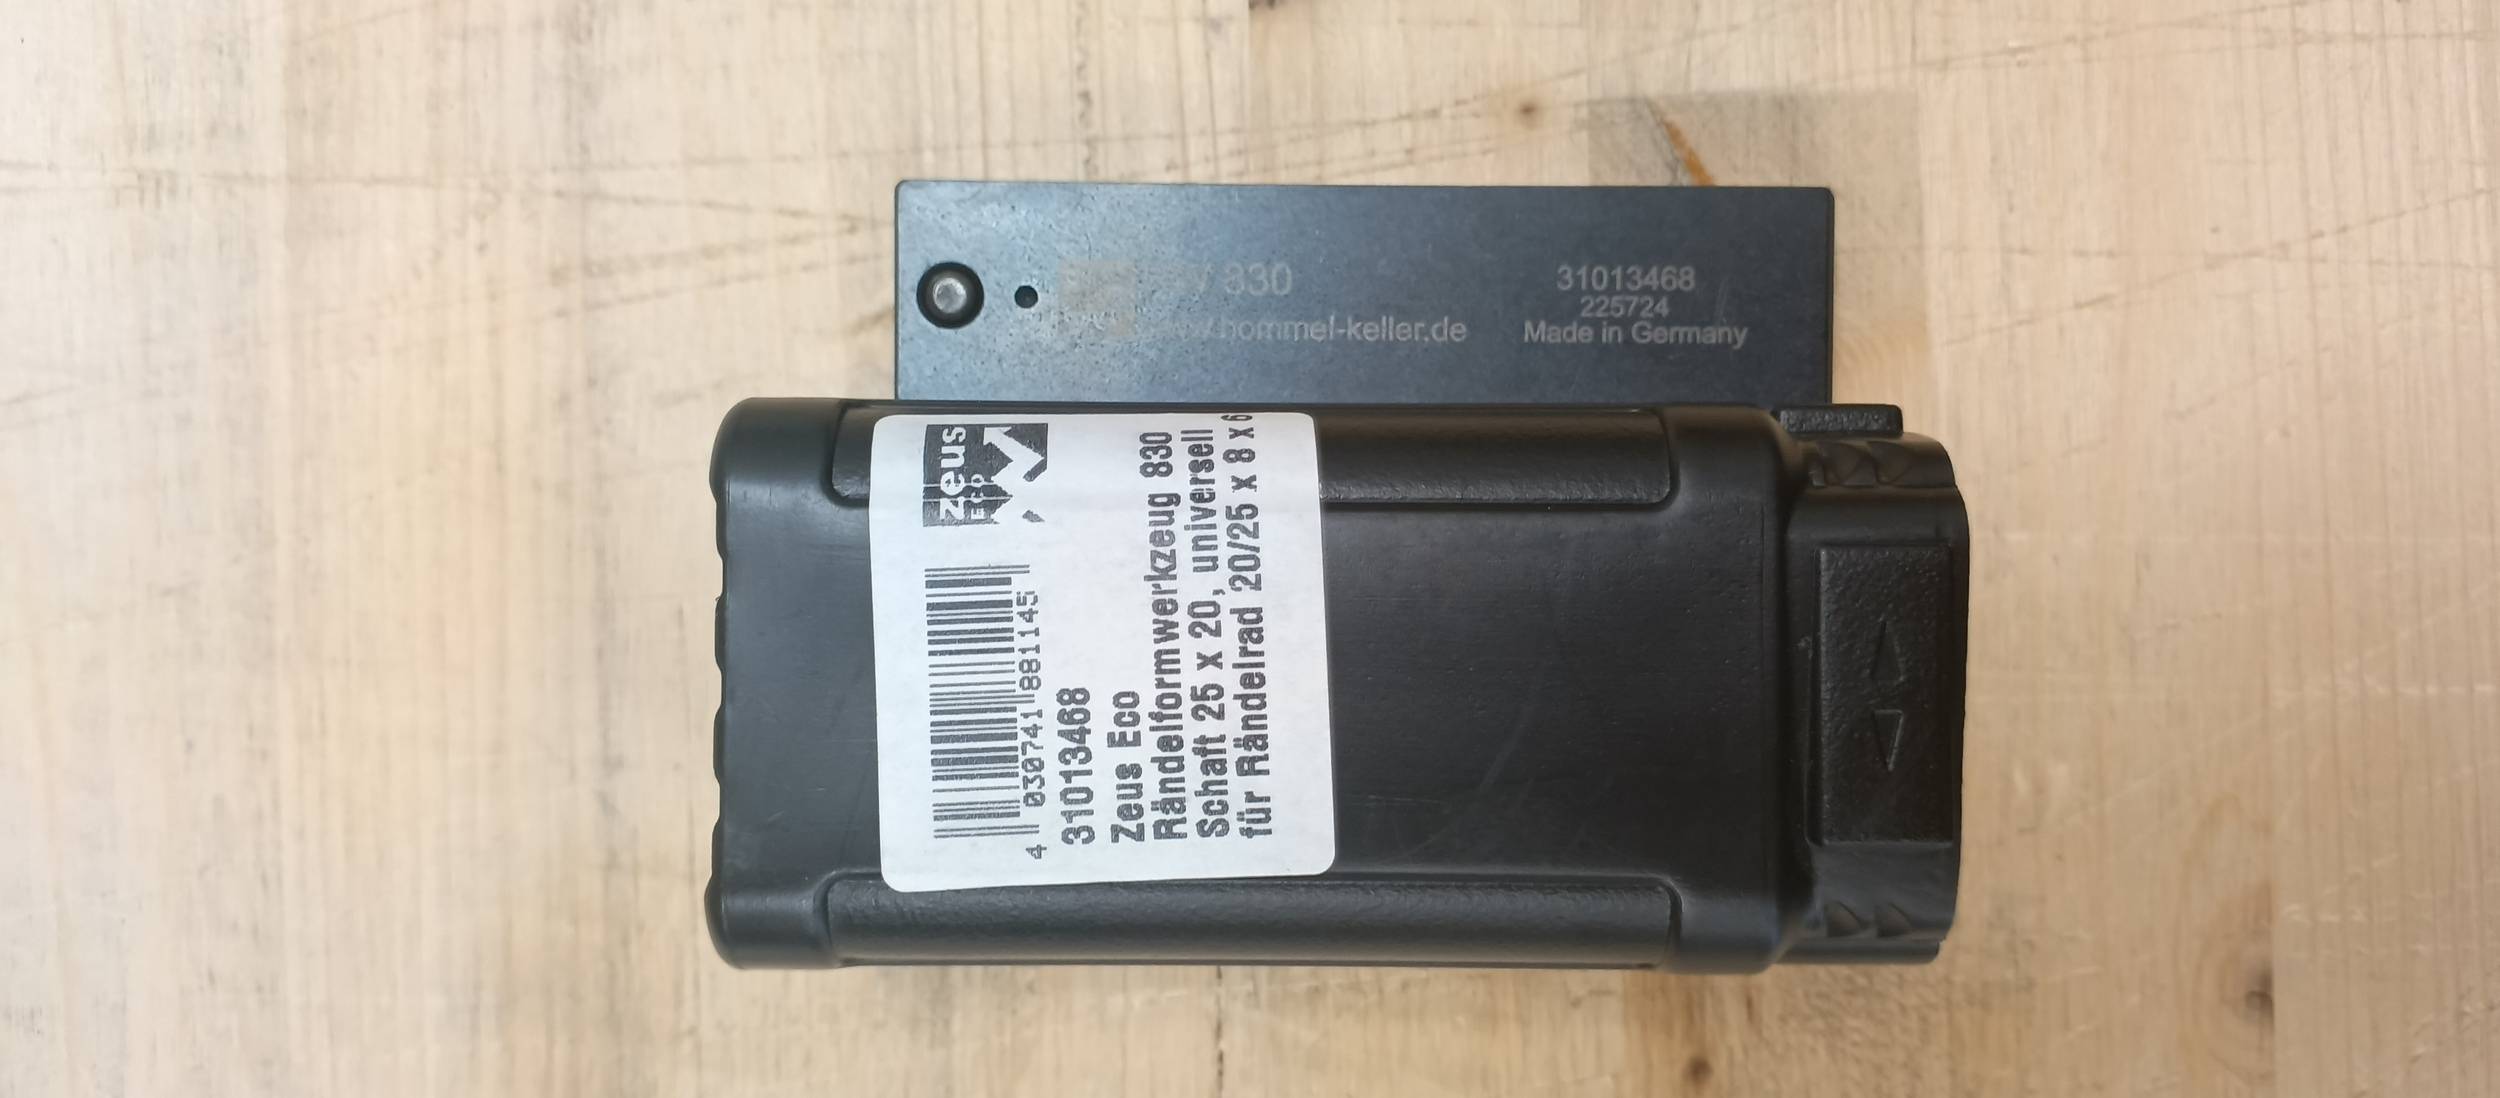 830
31013468
225724
www.hommel-keller.de
Made in Germany
zeus
Eco
4 030741 881145
31013468
Zeus Eco
Rändelformwerkzeug 830
Schaft 25 x 20, universell
für Rändelrad 20/25 x 8 x 6